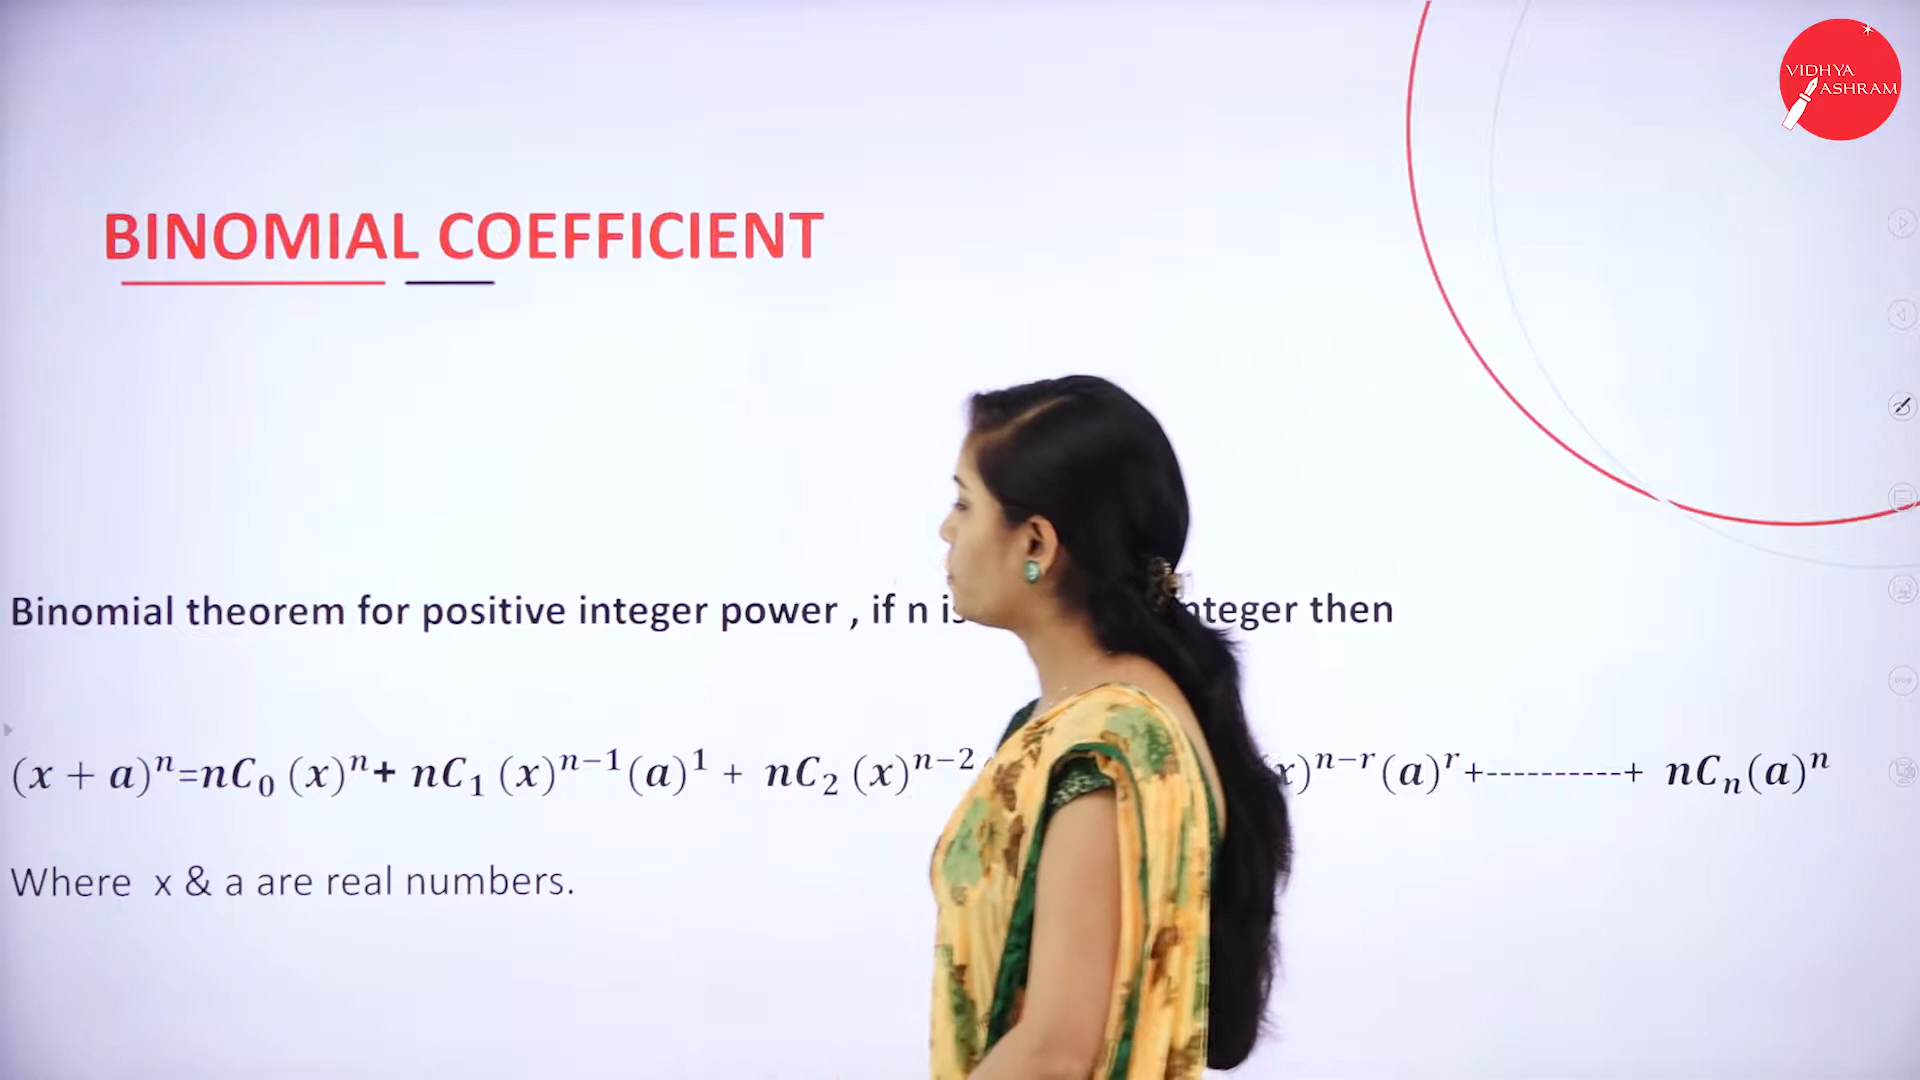 VIDHYA
ASHRAM
BINOMIAL COEFFICIENT
Binomial theorem for positive integer power , if n is then
(x + a)ⁿ=nC₀ (x)ⁿ+ nC₁ (x)ⁿ⁻¹(a)¹ + nC₂ (x)ⁿ⁻² x)ⁿ⁻ʳ(a)ʳ+----------+ nCₙ(a)ⁿ
Where x & a are real numbers.